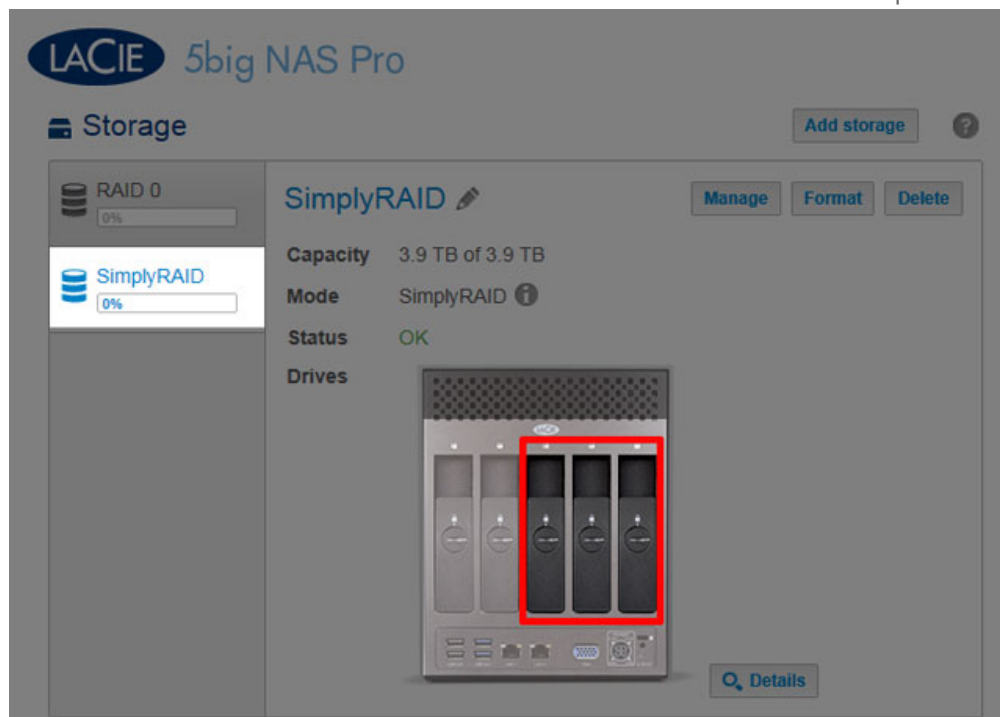 LACIE 5big NAS Pro
Storage
Add storage
?
RAID 0
0%
SimplyRAID
0%
SimplyRAID
Manage
Format
Delete
Capacity 3.9 TB of 3.9 TB
Mode SimplyRAID i
Status OK
Drives
LACIE
Details